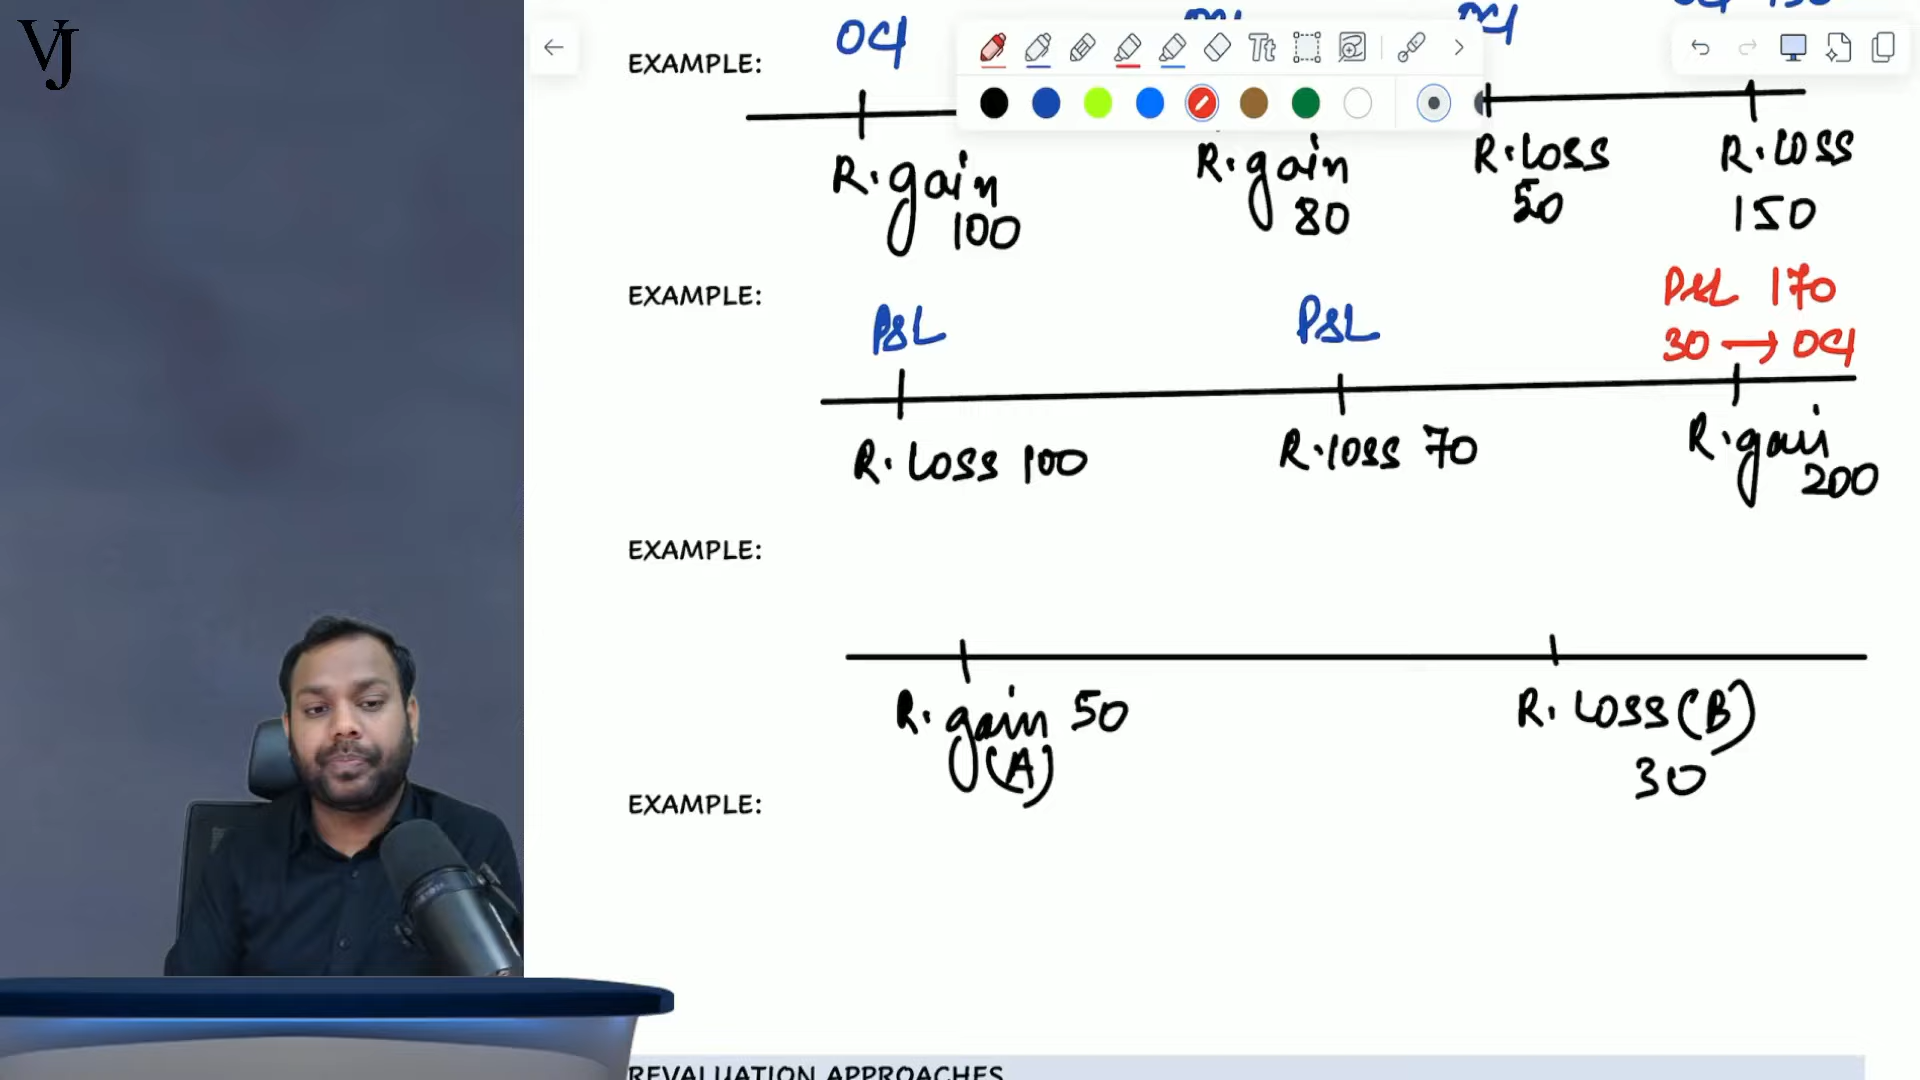 VJ
EXAMPLE:
OCI
Tt
R. gain
100
R. gain
80
R. Loss
50
R. Loss
150
EXAMPLE:
P&L
P&L
P&L 170
30 → OCI
R. Loss 100
R. loss 70
R. gain
200
EXAMPLE:
R. gain 50
(A)
R. Loss (B)
30
EXAMPLE:
REVALUATION APPROACHES